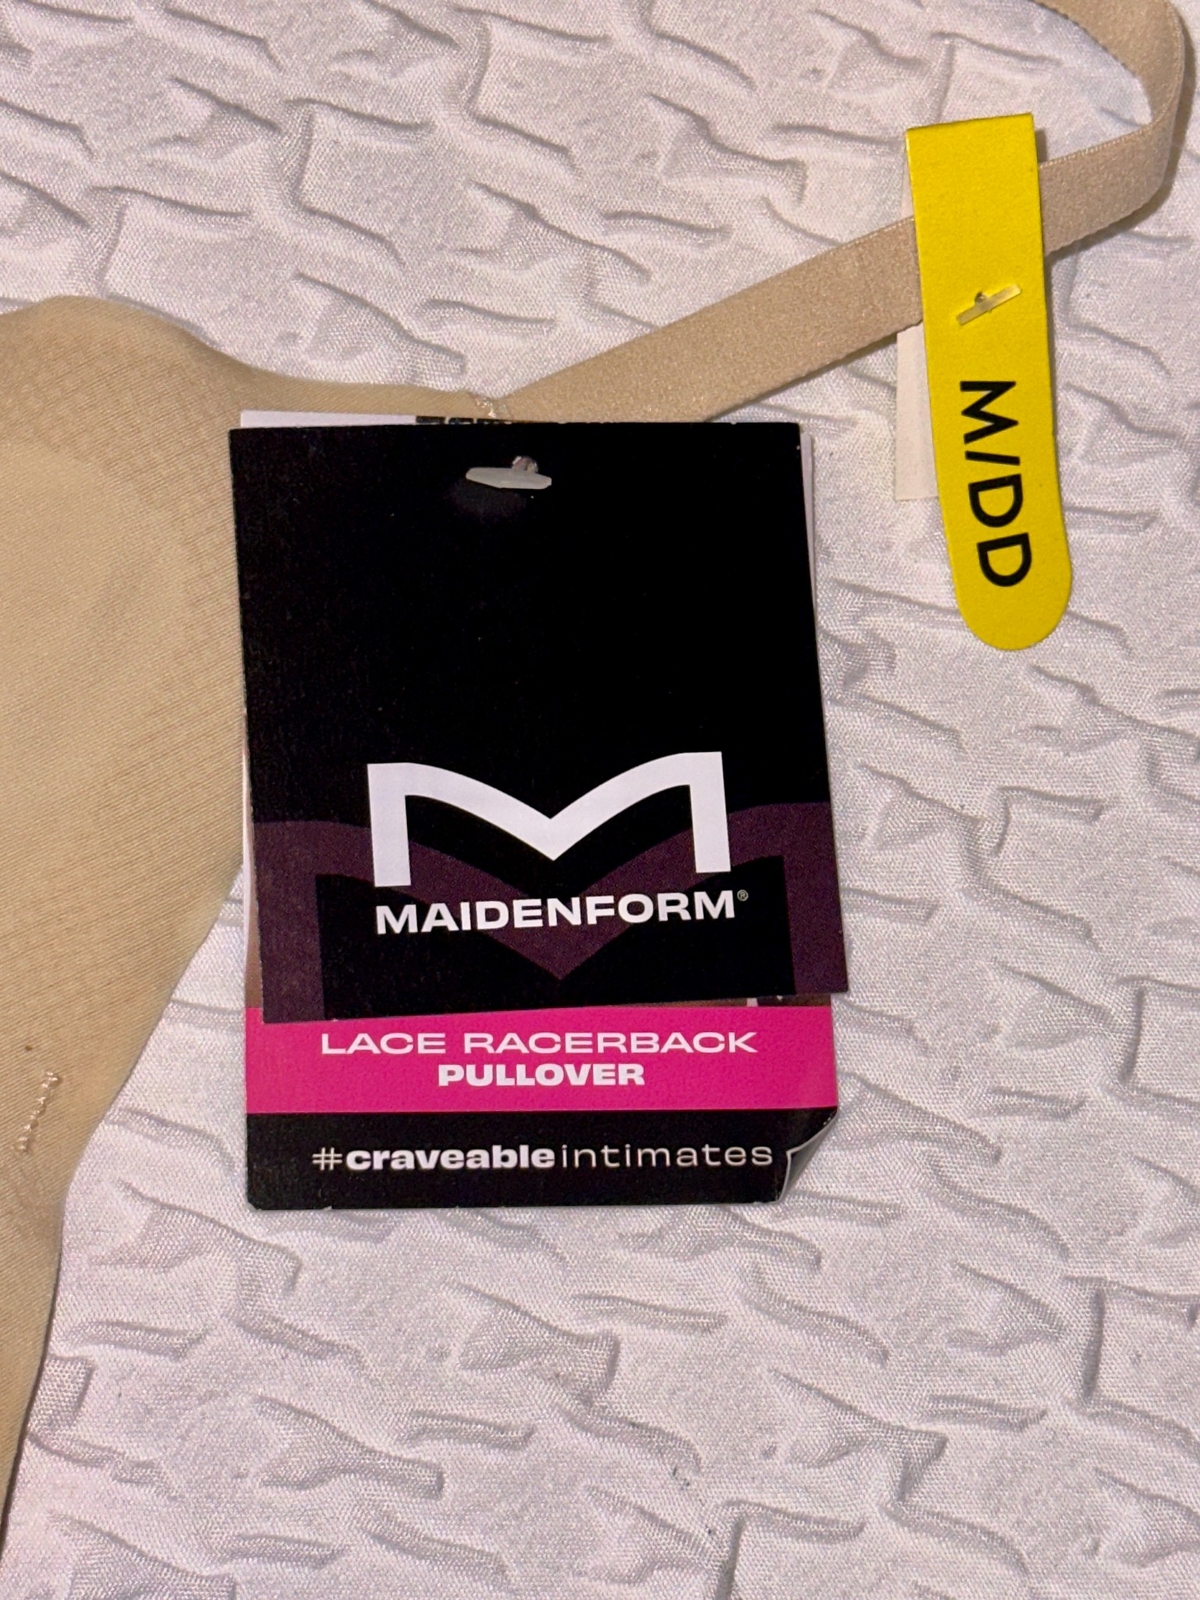 M/DD
MAIDENFORM®
LACE RACERBACK
PULLOVER
#craveableintimates